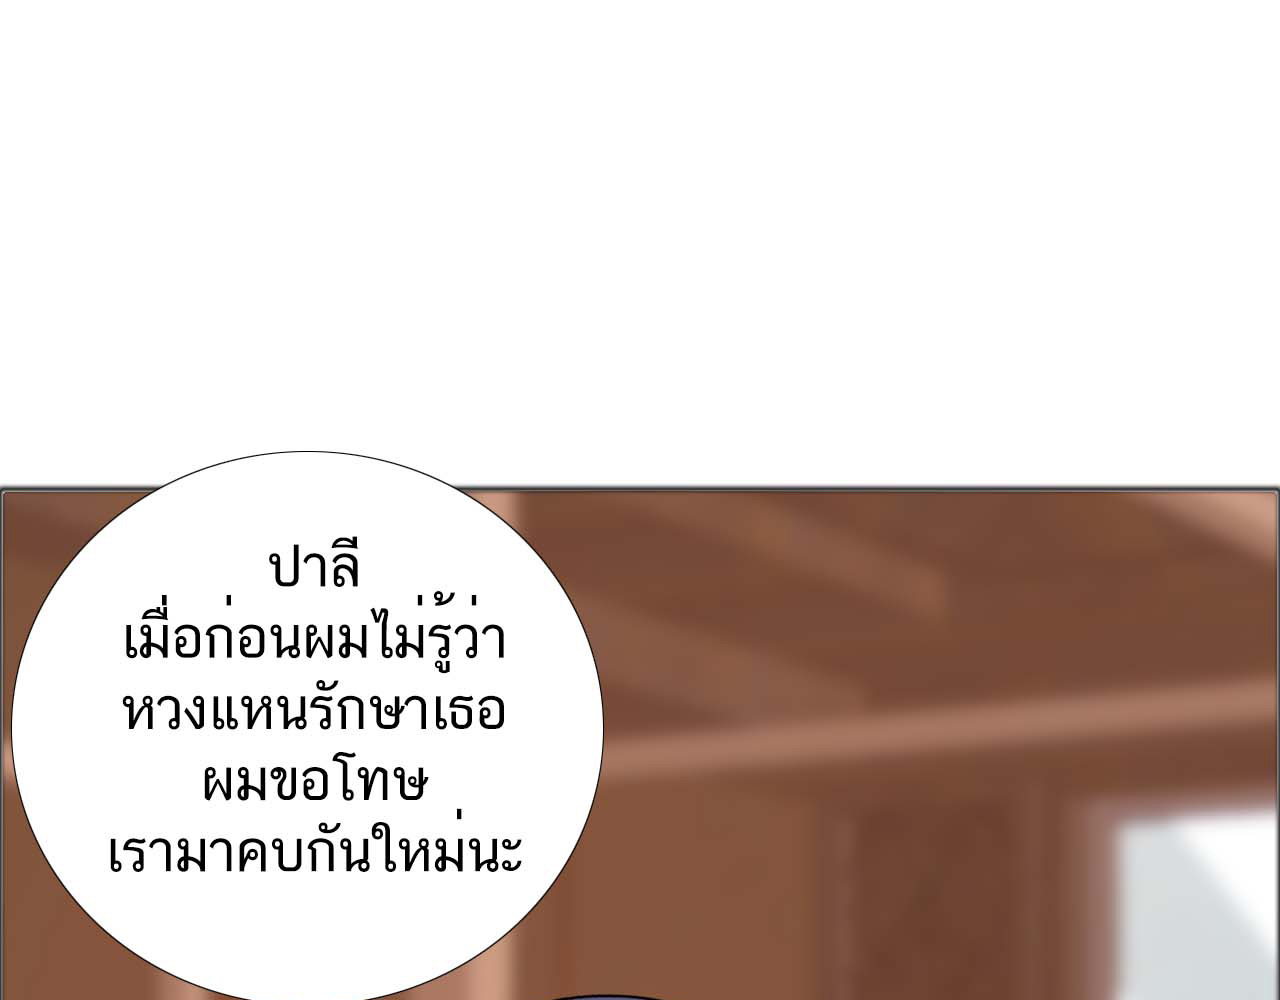 ปาลี
เมื่อก่อนผมไม่รู้ว่า
หวงแหนรักษาเธอ
ผมขอโทษ
เรามาคบกันใหม่นะ